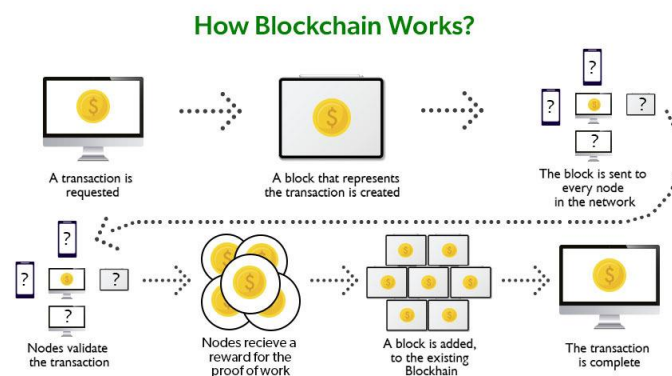 How Blockchain Works?
$
$
?
?
$
?
?
A transaction is
requested
A block that represents
the transaction is created
The block is sent to
every node
in the network
?
?
$
?
?
$
$
$
$
$
$
$
$
$
Nodes validate
the transaction
Nodes recieve a
reward for the
proof of work
A block is added,
to the existing
Blockhain
The transaction
is complete